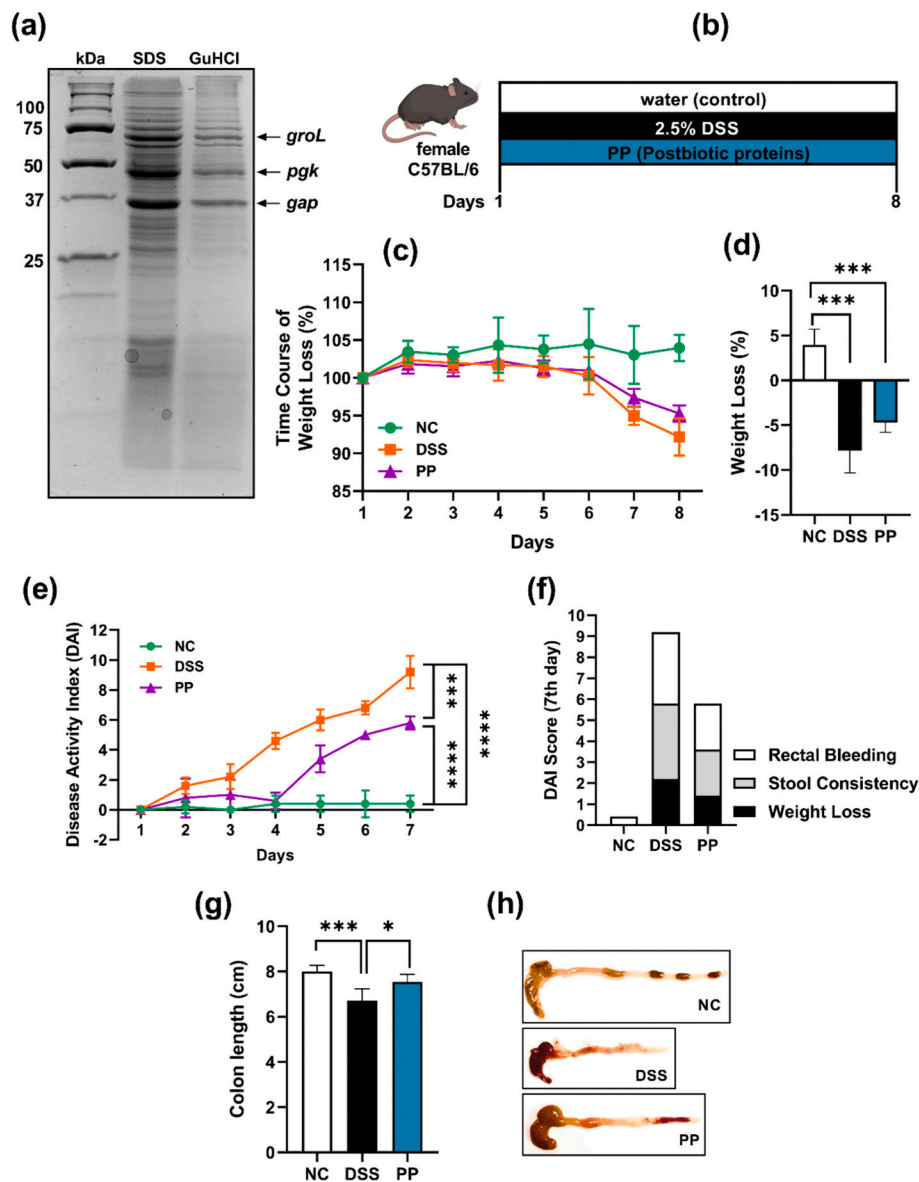 (a)
kDa SDS GuHCl
100
75
50
37
25
groL
pgk
gap
(b)
female
C57BL/6
water (control)
2.5% DSS
PP (Postbiotic proteins)
Days 1 8
(c)
Time Course of
Weight Loss (%)
115
110
105
100
95
90
85
NC
DSS
PP
1 2 3 4 5 6 7 8
Days
(d)
Weight Loss (%)
10
5
0
-5
-10
-15
***
***
NC DSS PP
(e)
Disease Activity Index (DAI)
12
10
8
6
4
2
0
-2
NC
DSS
PP
***
****
****
1 2 3 4 5 6 7
Days
(f)
DAI Score (7th day)
10
9
8
7
6
5
4
3
2
1
0
NC DSS PP
Rectal Bleeding
Stool Consistency
Weight Loss
(g)
Colon length (cm)
10
8
6
4
2
0
*** *
NC DSS PP
(h)
NC
DSS
PP